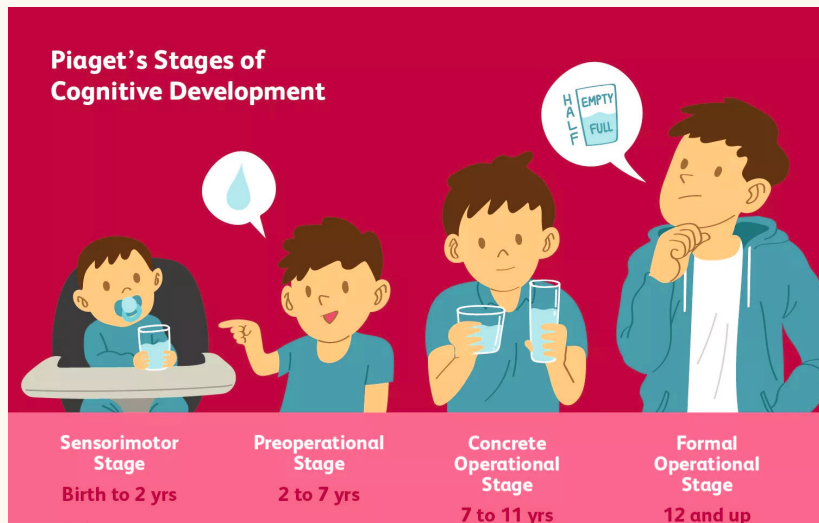 Piaget's Stages of
Cognitive Development
H
A
L
F
EMPTY
FULL
Sensorimotor
Stage
Birth to 2 yrs
Preoperational
Stage
2 to 7 yrs
Concrete
Operational
Stage
7 to 11 yrs
Formal
Operational
Stage
12 and up